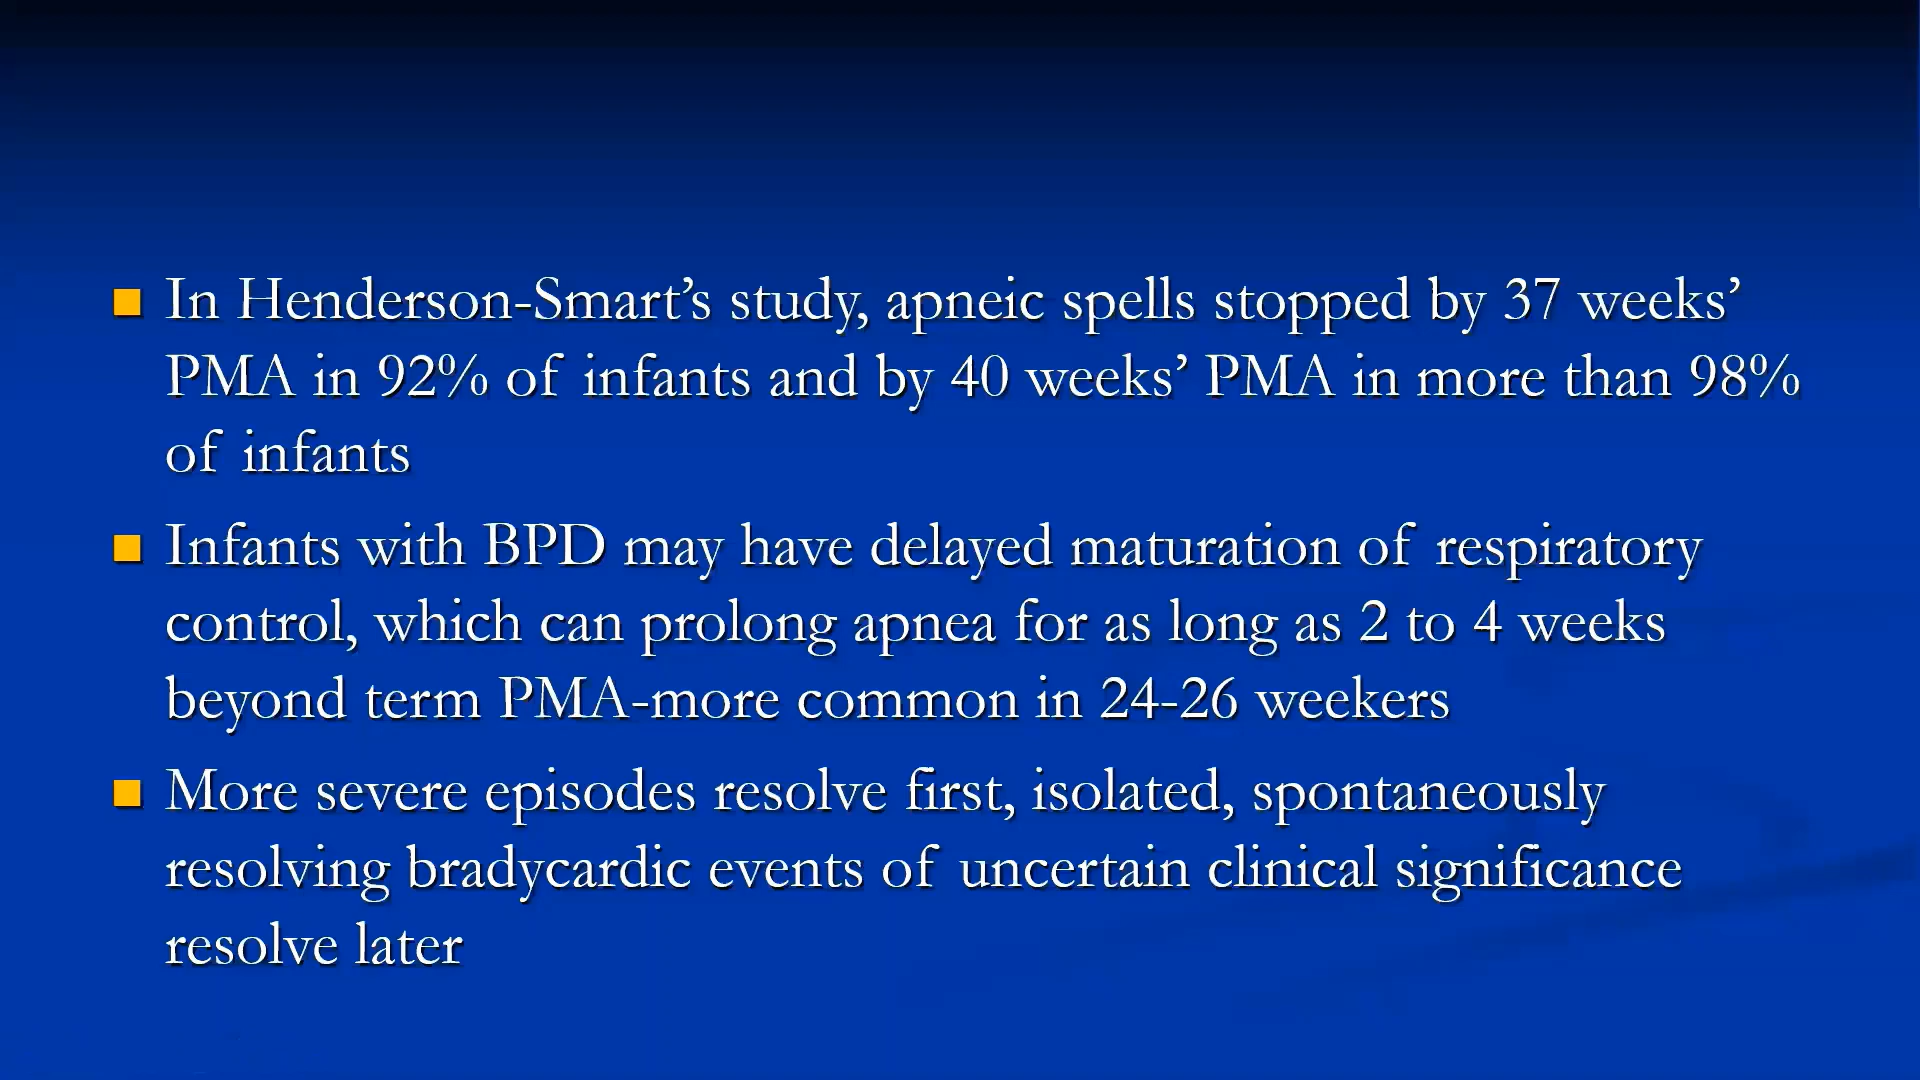 In Henderson-Smart’s study, apneic spells stopped by 37 weeks’
PMA in 92% of infants and by 40 weeks’ PMA in more than 98%
of infants
Infants with BPD may have delayed maturation of respiratory
control, which can prolong apnea for as long as 2 to 4 weeks
beyond term PMA-more common in 24-26 weekers
More severe episodes resolve first, isolated, spontaneously
resolving bradycardic events of uncertain clinical significance
resolve later